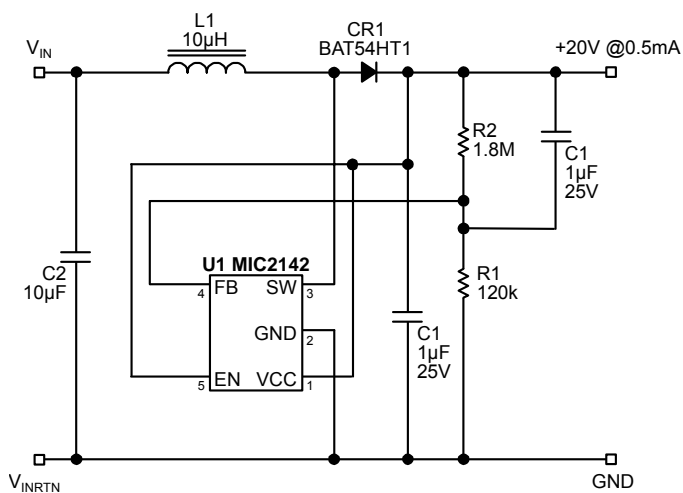 L1
10µH
CR1
BAT54HT1
V_IN
+20V @0.5mA
R2
1.8M
C1
1µF
25V
U1 MIC2142
C2
10µF
4 FB SW 3
GND 2
5 EN VCC 1
R1
120k
C1
1µF
25V
V_INRTN
GND